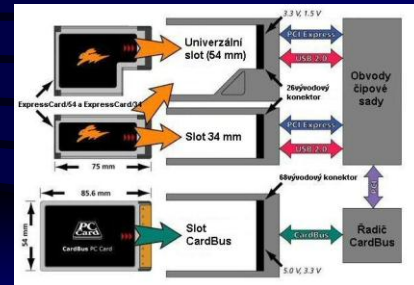 3.3 V, 1.5 V
Univerzální
slot (54 mm)
PCI Express
USB 2.0
Obvody
čipové
sady
ExpressCard/54 a ExpressCard/34
26vývodový
konektor
Slot 34 mm
PCI Express
USB 2.0
75 mm
85.6 mm
68vývodový konektor
PCI
54 mm
PC
Card
CardBus PC Card
Slot
CardBus
CardBus
Řadič
CardBus
5.0 V, 3.3 V